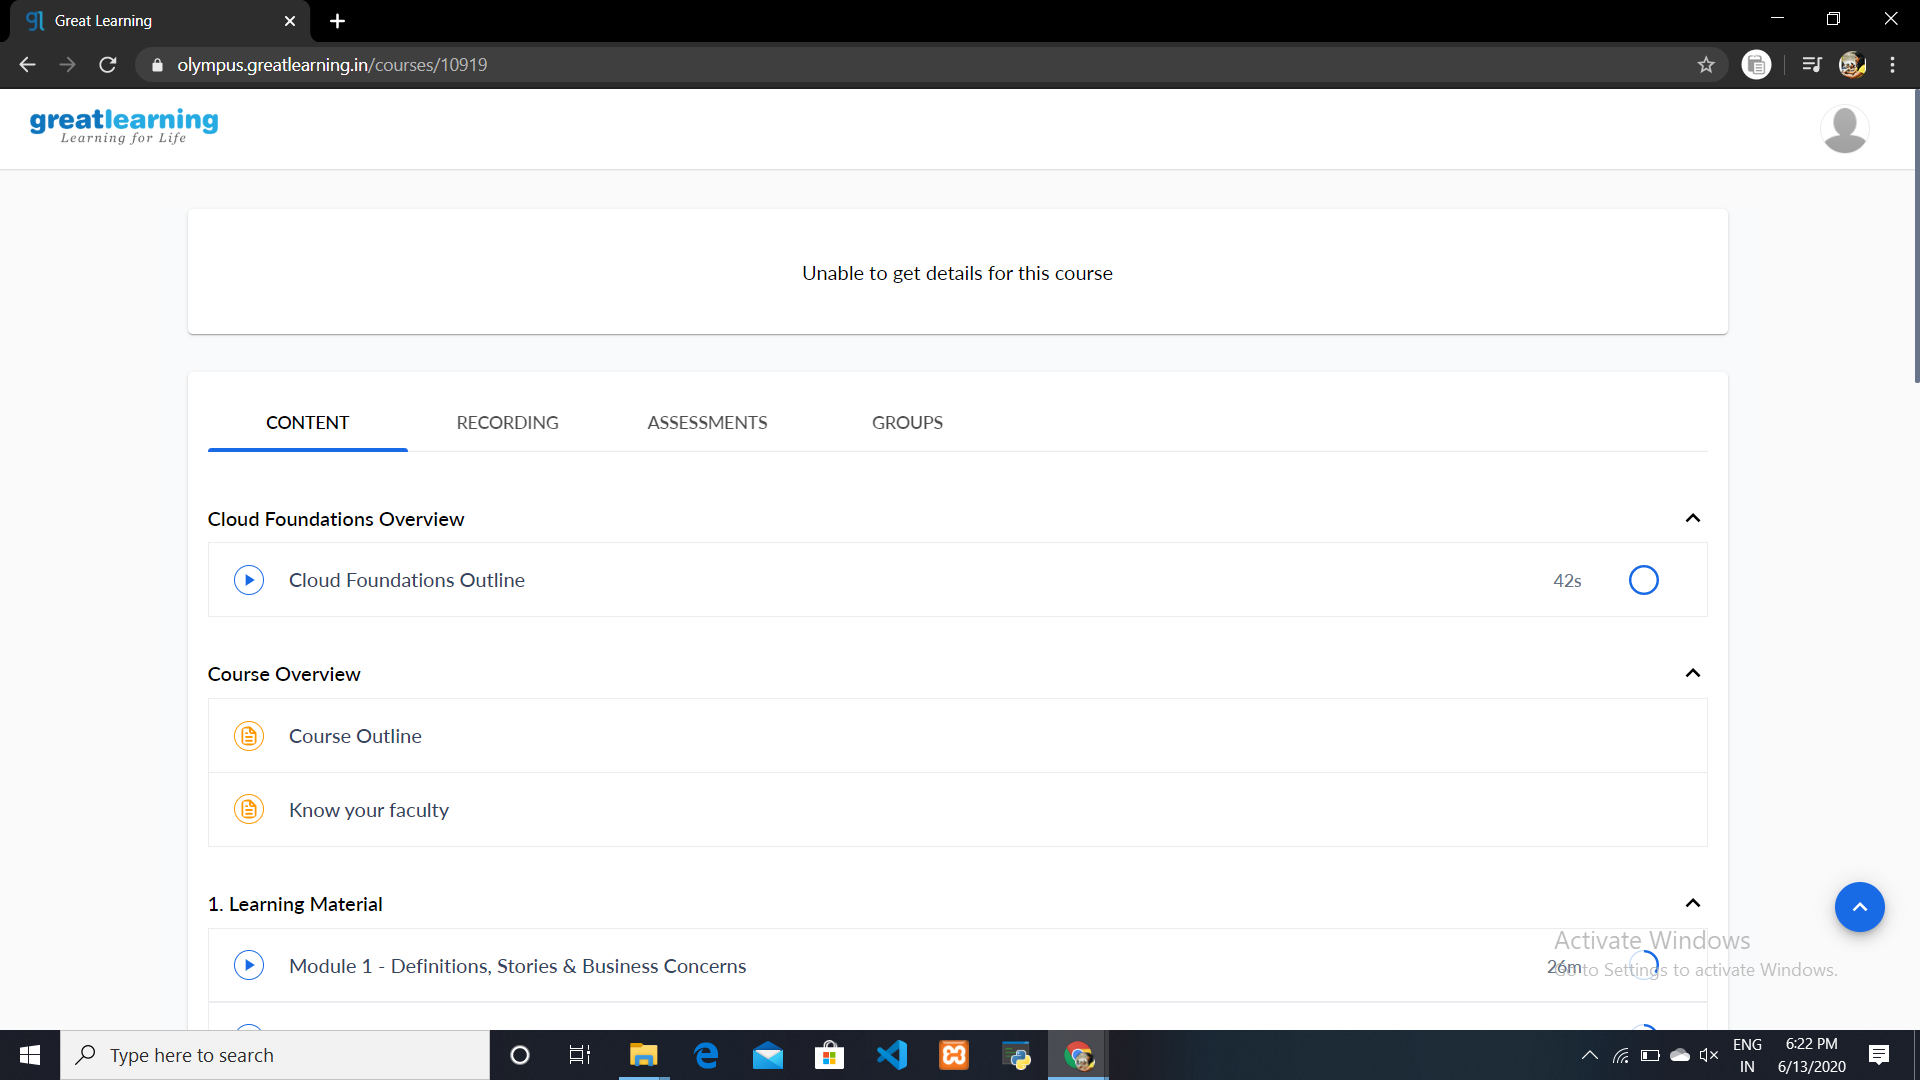 Great Learning
olympus.greatlearning.in/courses/10919
greatlearning
Learning for Life
Unable to get details for this course
CONTENT RECORDING ASSESSMENTS GROUPS
Cloud Foundations Overview
Cloud Foundations Outline 42s
Course Overview
Course Outline
Know your faculty
1. Learning Material
Module 1 - Definitions, Stories & Business Concerns 26m
Activate Windows
Go to Settings to activate Windows.
Type here to search
ENG
IN
6:22 PM
6/13/2020